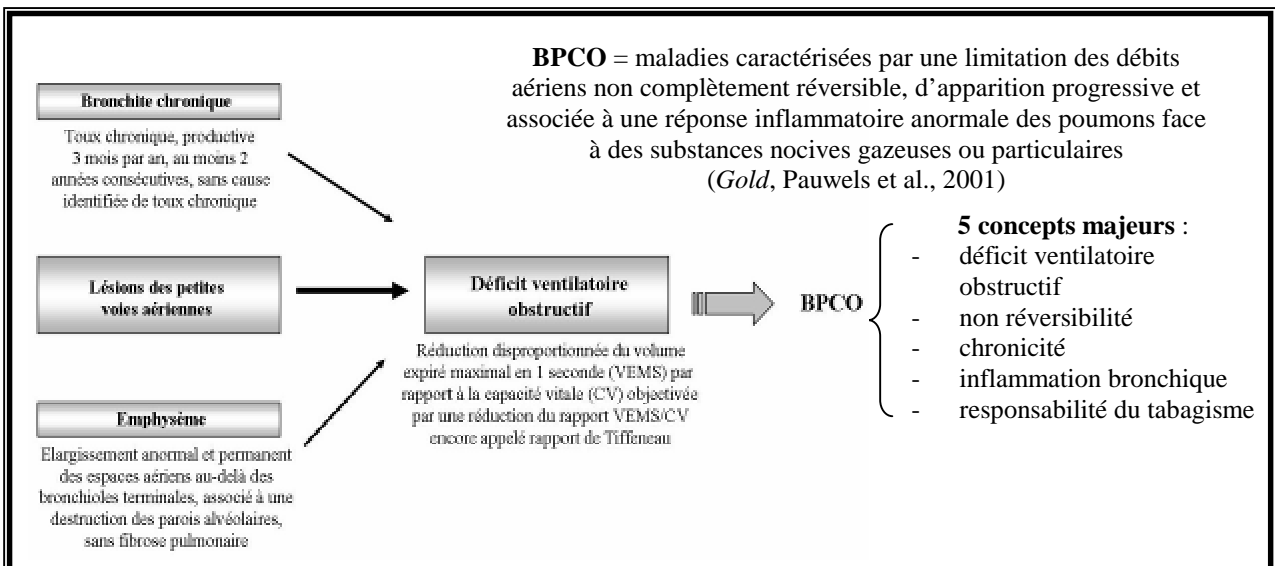 BPCO = maladies caractérisées par une limitation des débits
aériens non complètement réversible, d’apparition progressive et
associée à une réponse inflammatoire anormale des poumons face
à des substances nocives gazeuses ou particulaires
(Gold, Pauwels et al., 2001)
Bronchite chronique
Toux chronique, productive
3 mois par an, au moins 2
années consécutives, sans cause
identifiée de toux chronique
Lésions des petites
voies aériennes
Emphysème
Elargissement anormal et permanent
des espaces aériens au-delà des
bronchioles terminales, associé à une
destruction des parois alvéolaires,
sans fibrose pulmonaire
Déficit ventilatoire
obstructif
Réduction disproportionnée du volume
expiré maximal en 1 seconde (VEMS) par
rapport à la capacité vitale (CV) objectivée
par une réduction du rapport VEMS/CV
encore appelé rapport de Tiffeneau
BPCO
5 concepts majeurs :
- déficit ventilatoire
obstructif
- non réversibilité
- chronicité
- inflammation bronchique
- responsabilité du tabagisme